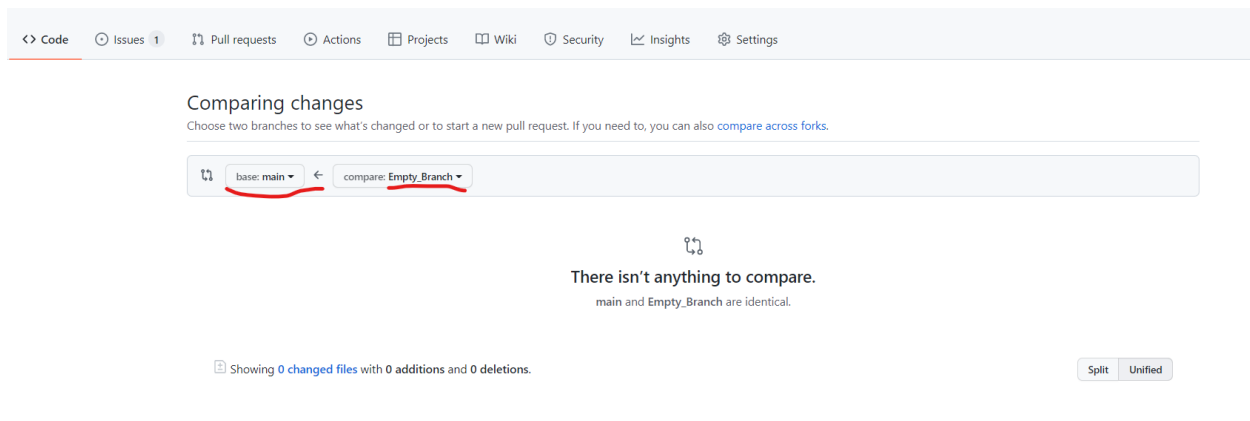 Code Issues 1 Pull requests Actions Projects Wiki Security Insights Settings
Comparing changes
Choose two branches to see what's changed or to start a new pull request. If you need to, you can also compare across forks.
base: main compare: Empty_Branch
There isn't anything to compare.
main and Empty_Branch are identical.
Showing 0 changed files with 0 additions and 0 deletions. Split Unified